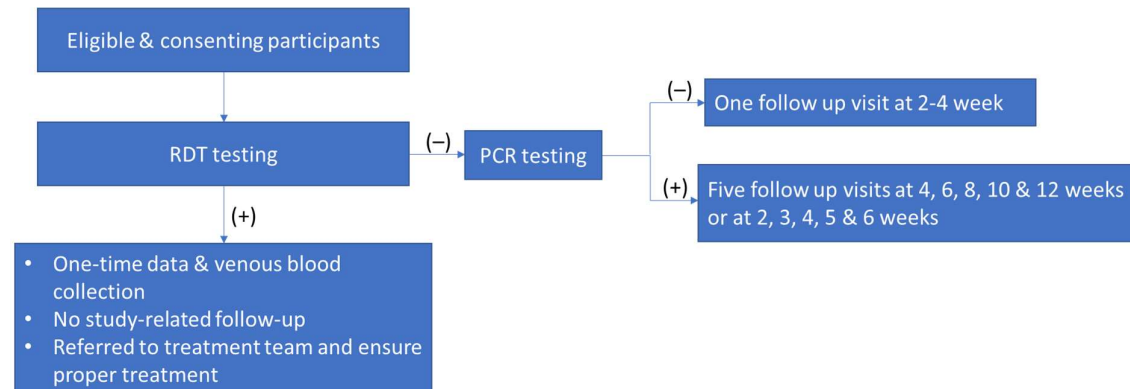 Eligible & consenting participants
(–)
One follow up visit at 2-4 week
RDT testing
(–)
PCR testing
(+)
Five follow up visits at 4, 6, 8, 10 & 12 weeks
or at 2, 3, 4, 5 & 6 weeks
(+)
• One-time data & venous blood
collection
• No study-related follow-up
• Referred to treatment team and ensure
proper treatment